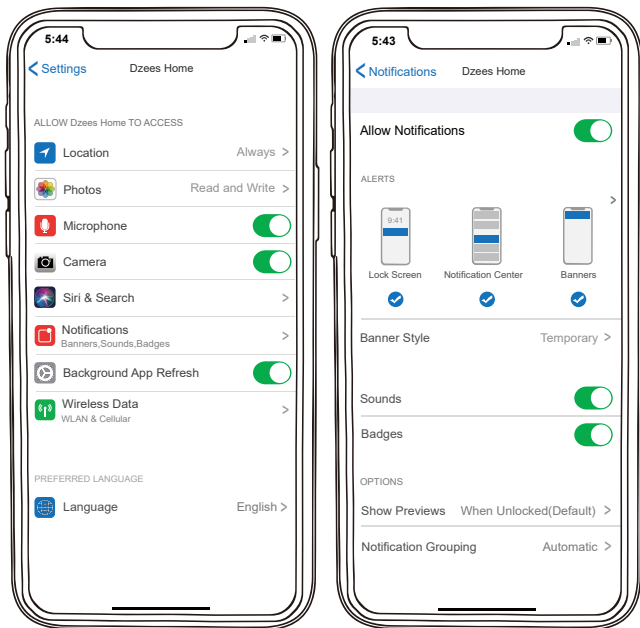 5:44
Settings
Dzees Home
ALLOW Dzees Home TO ACCESS
Location Always >
Photos Read and Write >
Microphone
Camera
Siri & Search >
Notifications >
Banners,Sounds,Badges
Background App Refresh
Wireless Data >
WLAN & Cellular
PREFERRED LANGUAGE
Language English >
5:43
Notifications
Dzees Home
Allow Notifications
ALERTS
>
9:41
Lock Screen Notification Center Banners
Banner Style Temporary >
Sounds
Badges
OPTIONS
Show Previews When Unlocked(Default) >
Notification Grouping Automatic >